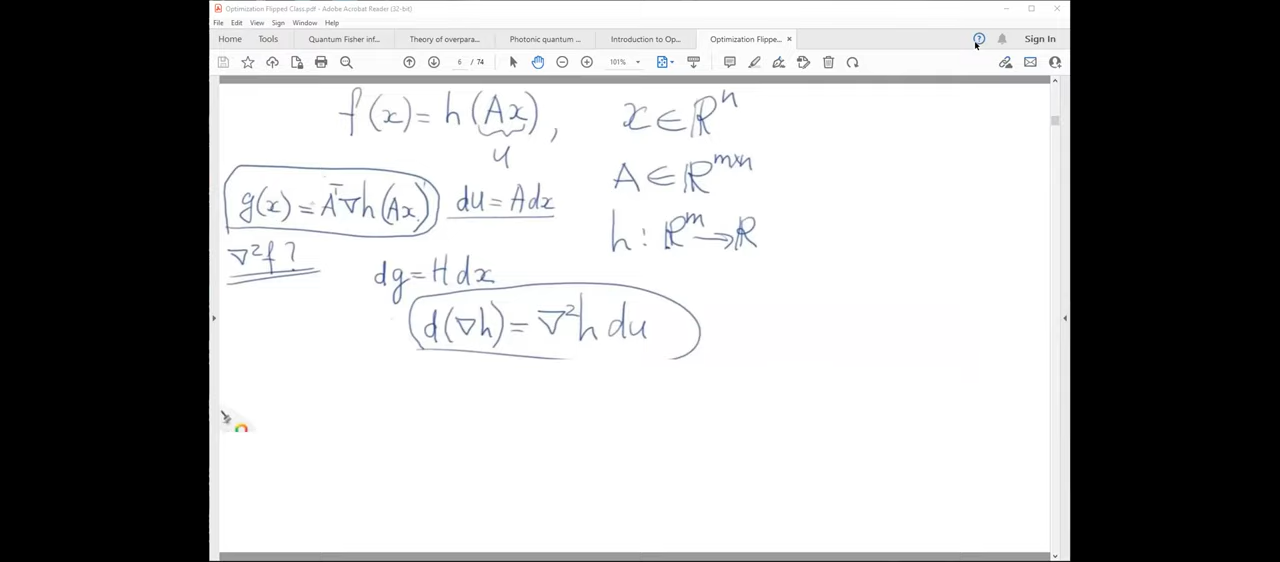 Optimization Flipped Class.pdf - Adobe Acrobat Reader (32-bit)
File Edit View Sign Window Help
Home Tools Quantum Fisher inf... Theory of overpara... Photonic quantum ... Introduction to Op... Optimization Flippe... × Sign In
6 / 74 101%
f(x) = h(Ax), x ∈ ℝⁿ
u
A ∈ ℝᵐˣⁿ
g(x) = Aᵀ∇h(Ax) du = Adx
h : ℝᵐ → ℝ
∇²f ?
dg = H dx
d(∇h) = ∇²h du